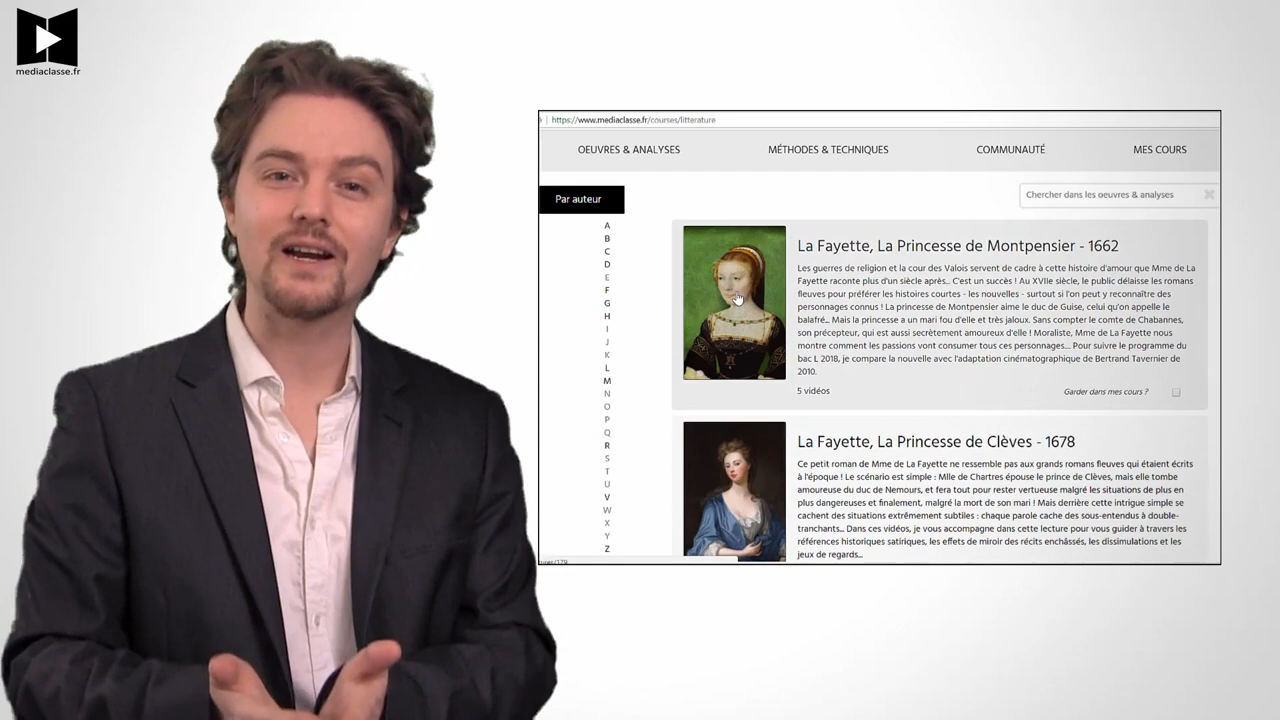 mediaclasse.fr
https://www.mediaclasse.fr/courses/litterature
OEUVRES & ANALYSES MÉTHODES & TECHNIQUES COMMUNAUTÉ MES COURS
Par auteur
Chercher dans les oeuvres & analyses
A
B
C
D
E
F
G
H
I
J
K
L
M
N
O
P
Q
R
S
T
U
V
W
X
Y
Z
La Fayette, La Princesse de Montpensier - 1662
Les guerres de religion et la cour des Valois servent de cadre à cette histoire d'amour que Mme de La
Fayette raconte plus d'un siècle après... C'est un succès ! Au XVIIe siècle, le public délaisse les romans
fleuves pour préférer les histoires courtes - les nouvelles - surtout si l'on peut y reconnaître des
personnages connus ! La princesse de Montpensier aime le duc de Guise, celui qu'on appelle le
balafré... Mais la princesse a un mari fou d'elle et très jaloux. Sans compter le comte de Chabannes,
son précepteur, qui est aussi secrètement amoureux d'elle ! Moraliste, Mme de La Fayette nous
montre comment les passions vont consumer tous ces personnages... Pour suivre le programme du
bac L 2018, je compare la nouvelle avec l'adaptation cinématographique de Bertrand Tavernier de
2010.
5 vidéos
Garder dans mes cours ?
La Fayette, La Princesse de Clèves - 1678
Ce petit roman de Mme de La Fayette ne ressemble pas aux grands romans fleuves qui étaient écrits
à l'époque ! Le scénario est simple : Mlle de Chartres épouse le prince de Clèves, mais elle tombe
amoureuse du duc de Nemours, et fera tout pour rester vertueuse malgré les situations de plus en
plus dangereuses et finalement, malgré la mort de son mari ! Mais derrière cette intrigue simple se
cachent des situations extrêmement subtiles : chaque parole cache des sous-entendus à double-
tranchants... Dans ces vidéos, je vous accompagne dans cette lecture pour vous guider à travers les
références historiques satiriques, les effets de miroir des récits enchâssés, les dissimulations et les
jeux de regards...